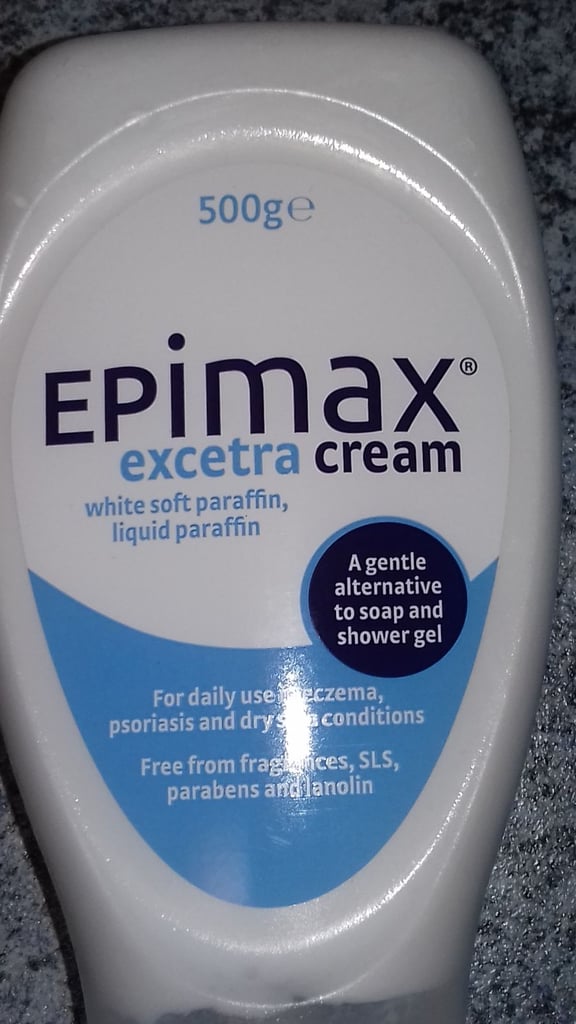 500g℮
EPimax®
excetra cream
white soft paraffin,
liquid paraffin
A gentle
alternative
to soap and
shower gel
For daily use eczema,
psoriasis and dry conditions
Free from fragrances, SLS,
parabens and lanolin